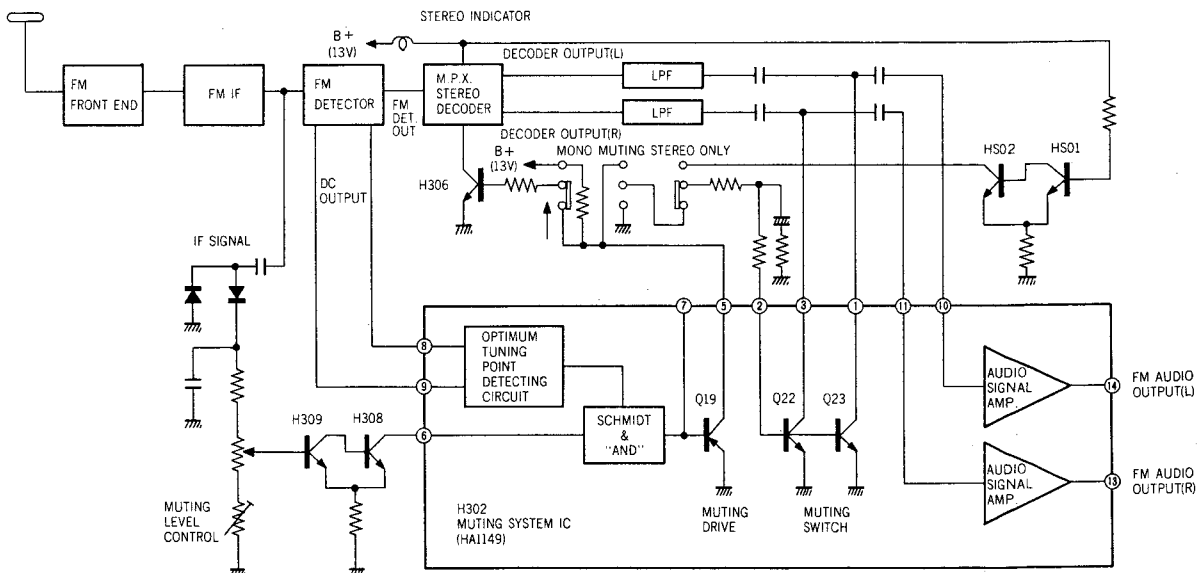 STEREO INDICATOR
B+
(13V)
DECODER OUTPUT(L)
FM
FRONT END
FM IF
FM
DETECTOR
FM
DET.
OUT
M.P.X.
STEREO
DECODER
LPF
LPF
DECODER OUTPUT(R)
B+
(13V)
MONO MUTING STEREO ONLY
HS02
HS01
H306
DC
OUTPUT
IF SIGNAL
7
5
2
3
1
11
10
8
9
6
OPTIMUM
TUNING
POINT
DETECTING
CIRCUIT
SCHMIDT
&
"AND"
H309
H308
Q19
Q22
Q23
AUDIO
SIGNAL
AMP.
14
FM AUDIO
OUTPUT(L)
AUDIO
SIGNAL
AMP.
13
FM AUDIO
OUTPUT(R)
MUTING
LEVEL
CONTROL
H302
MUTING SYSTEM IC
(HA1149)
MUTING
DRIVE
MUTING
SWITCH